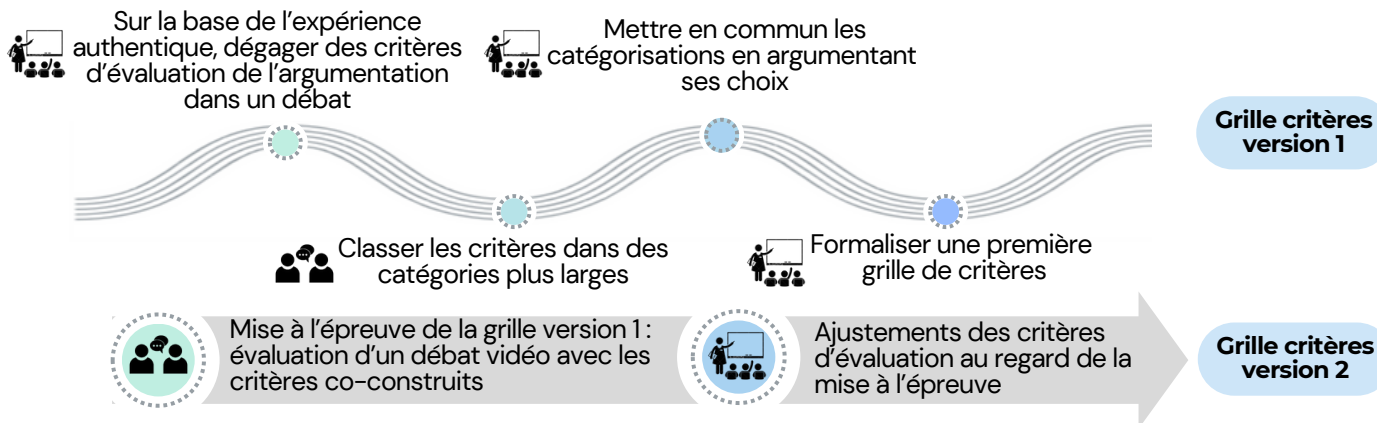 Sur la base de l'expérience
authentique, dégager des critères
d'évaluation de l'argumentation
dans un débat
Mettre en commun les
catégorisations en argumentant
ses choix
Grille critères
version 1
Classer les critères dans des
catégories plus larges
Formaliser une première
grille de critères
Mise à l'épreuve de la grille version 1 :
évaluation d'un débat vidéo avec les
critères co-construits
Ajustements des critères
d'évaluation au regard de la
mise à l'épreuve
Grille critères
version 2